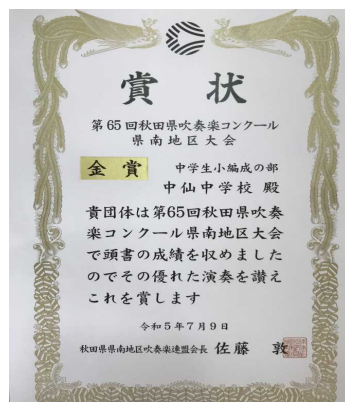 賞状
第65回秋田県吹奏楽コンクール
県南地区大会
金賞
中学生小編成の部
中仙中学校 殿
貴団体は第65回秋田県吹奏
楽コンクール県南地区大会
で頭書の成績を収めました
のでその優れた演奏を讃え
これを賞します
令和5年7月9日
秋田県県南地区吹奏楽連盟会長 佐藤 敦